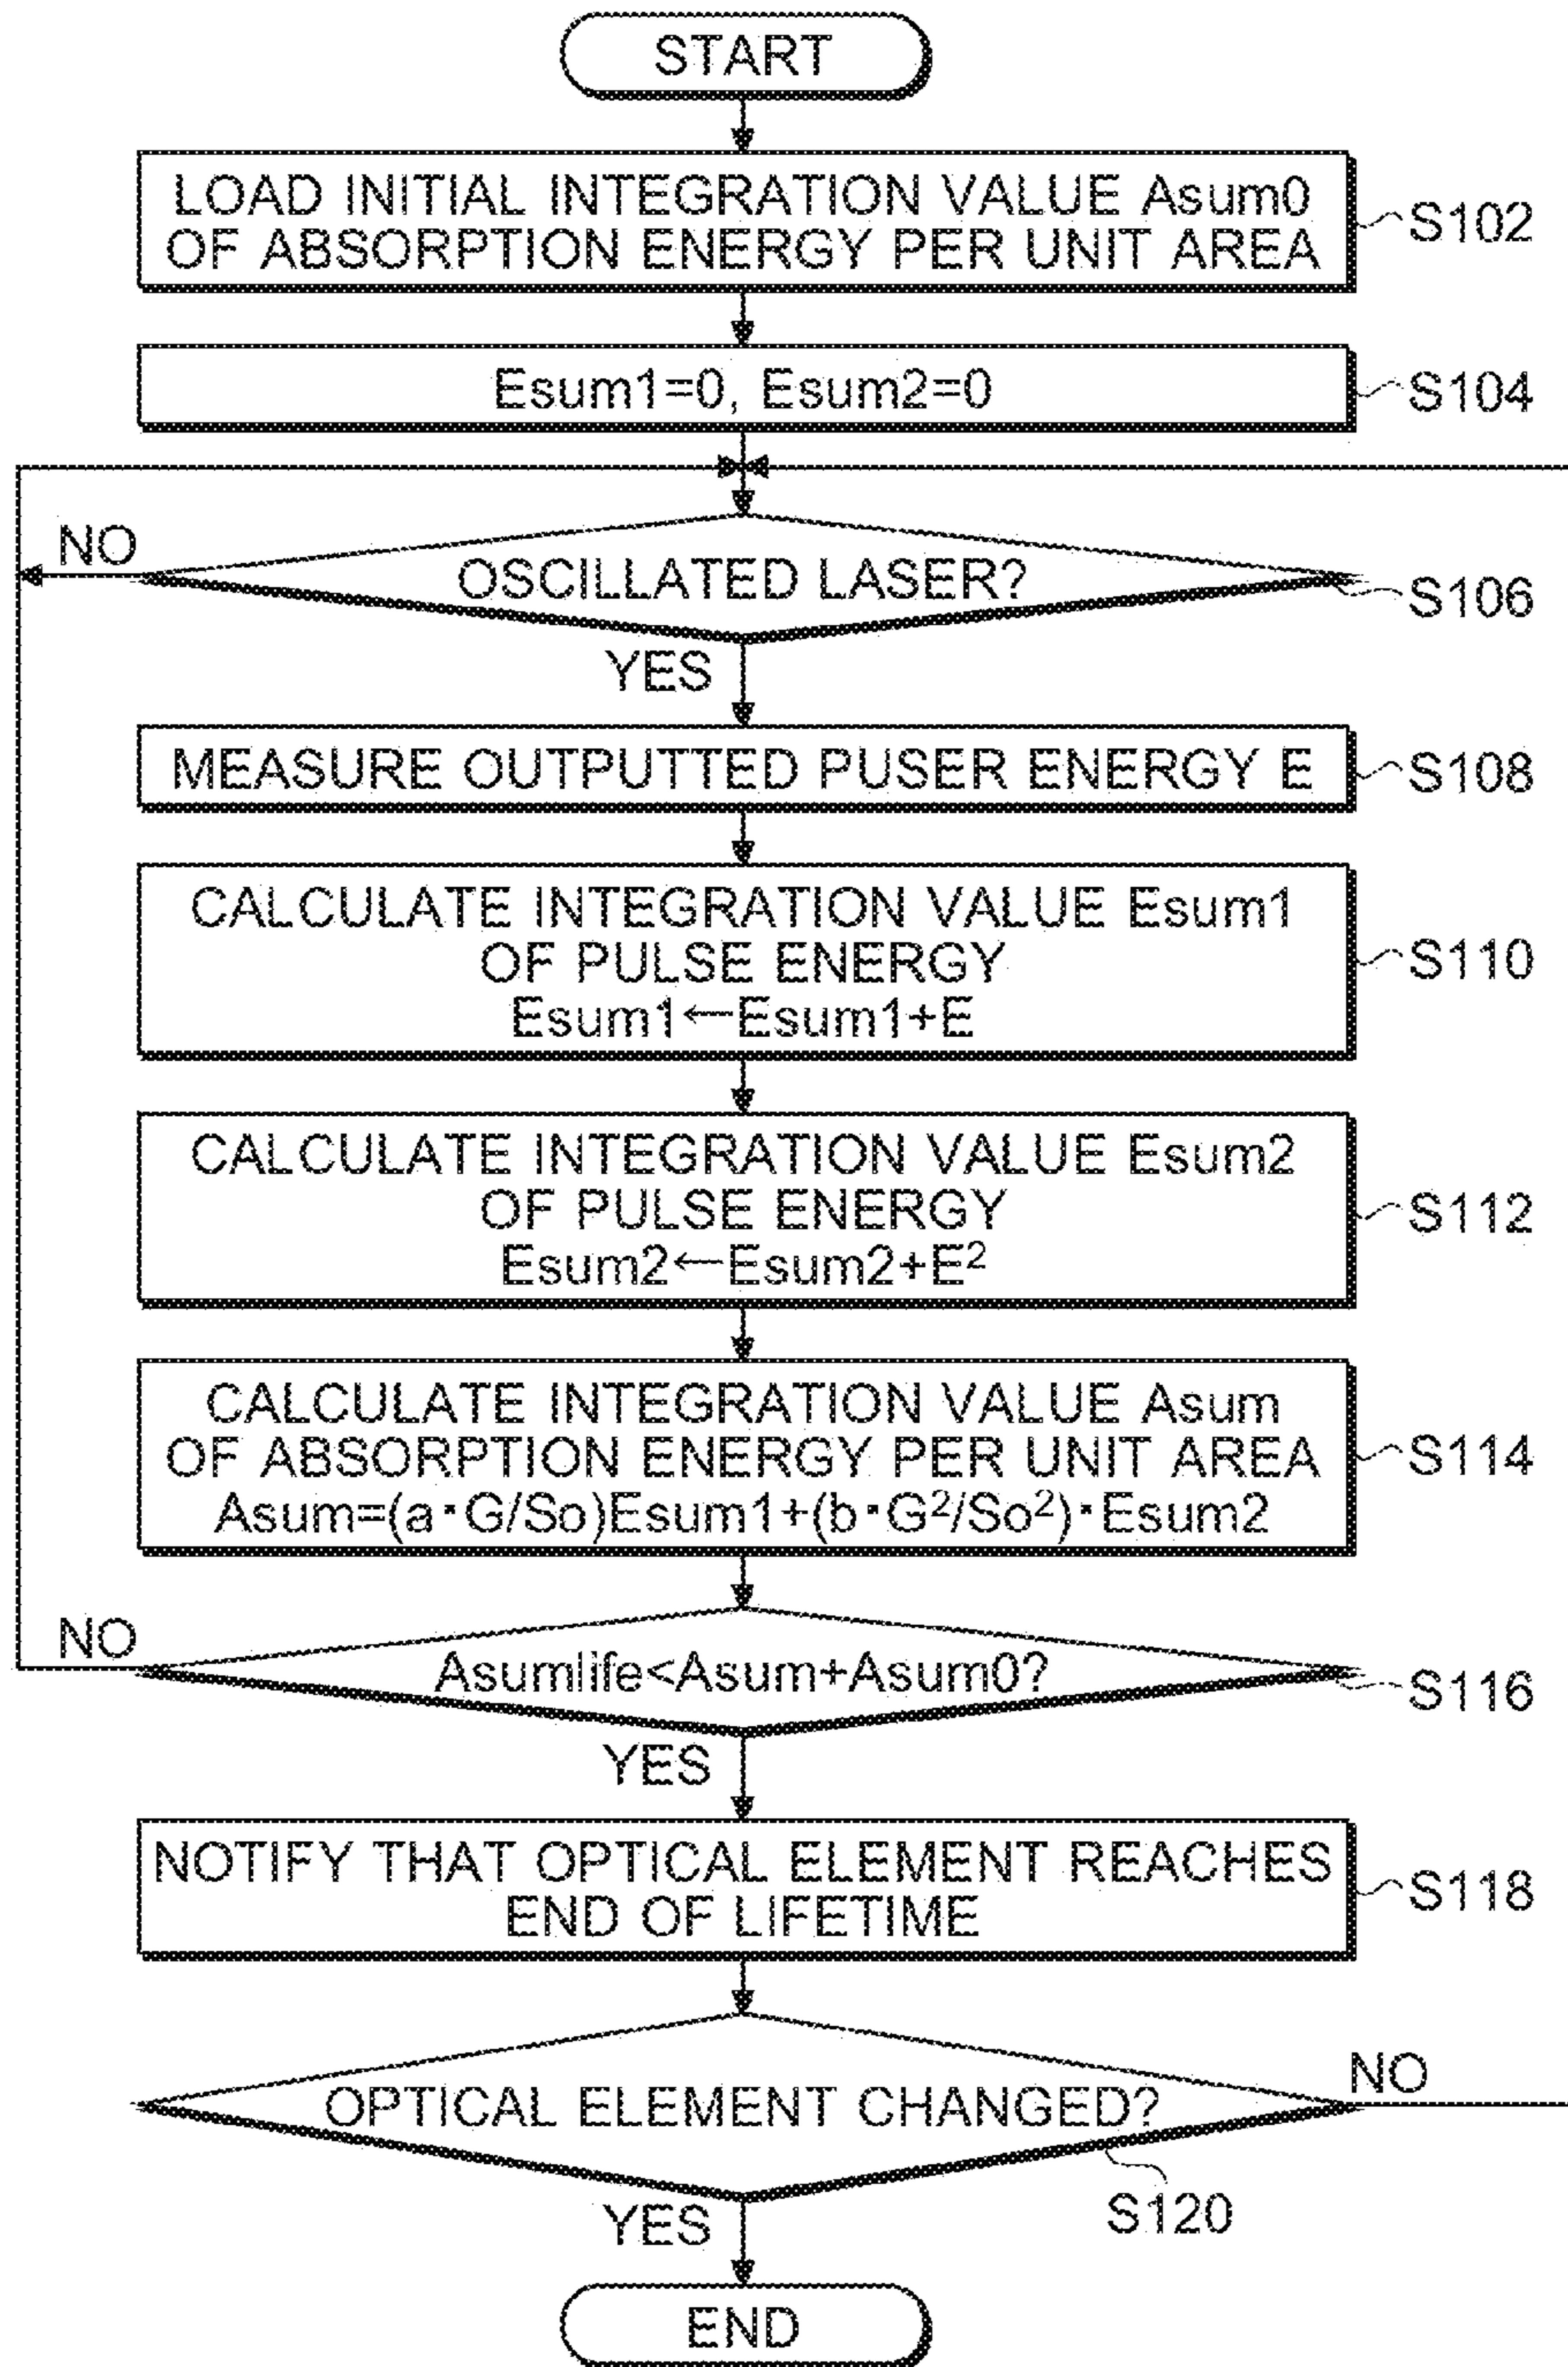 START
LOAD INITIAL INTEGRATION VALUE Asum0
OF ABSORPTION ENERGY PER UNIT AREA
S102
Esum1=0, Esum2=0
S104
NO
OSCILLATED LASER?
S106
YES
MEASURE OUTPUTTED PUSER ENERGY E
S108
CALCULATE INTEGRATION VALUE Esum1
OF PULSE ENERGY
Esum1←Esum1+E
S110
CALCULATE INTEGRATION VALUE Esum2
OF PULSE ENERGY
Esum2←Esum2+E²
S112
CALCULATE INTEGRATION VALUE Asum
OF ABSORPTION ENERGY PER UNIT AREA
Asum=(a・G/So)Esum1+(b・G²/So²)・Esum2
S114
NO
Asumlife<Asum+Asum0?
S116
YES
NOTIFY THAT OPTICAL ELEMENT REACHES
END OF LIFETIME
S118
OPTICAL ELEMENT CHANGED?
NO
S120
YES
END